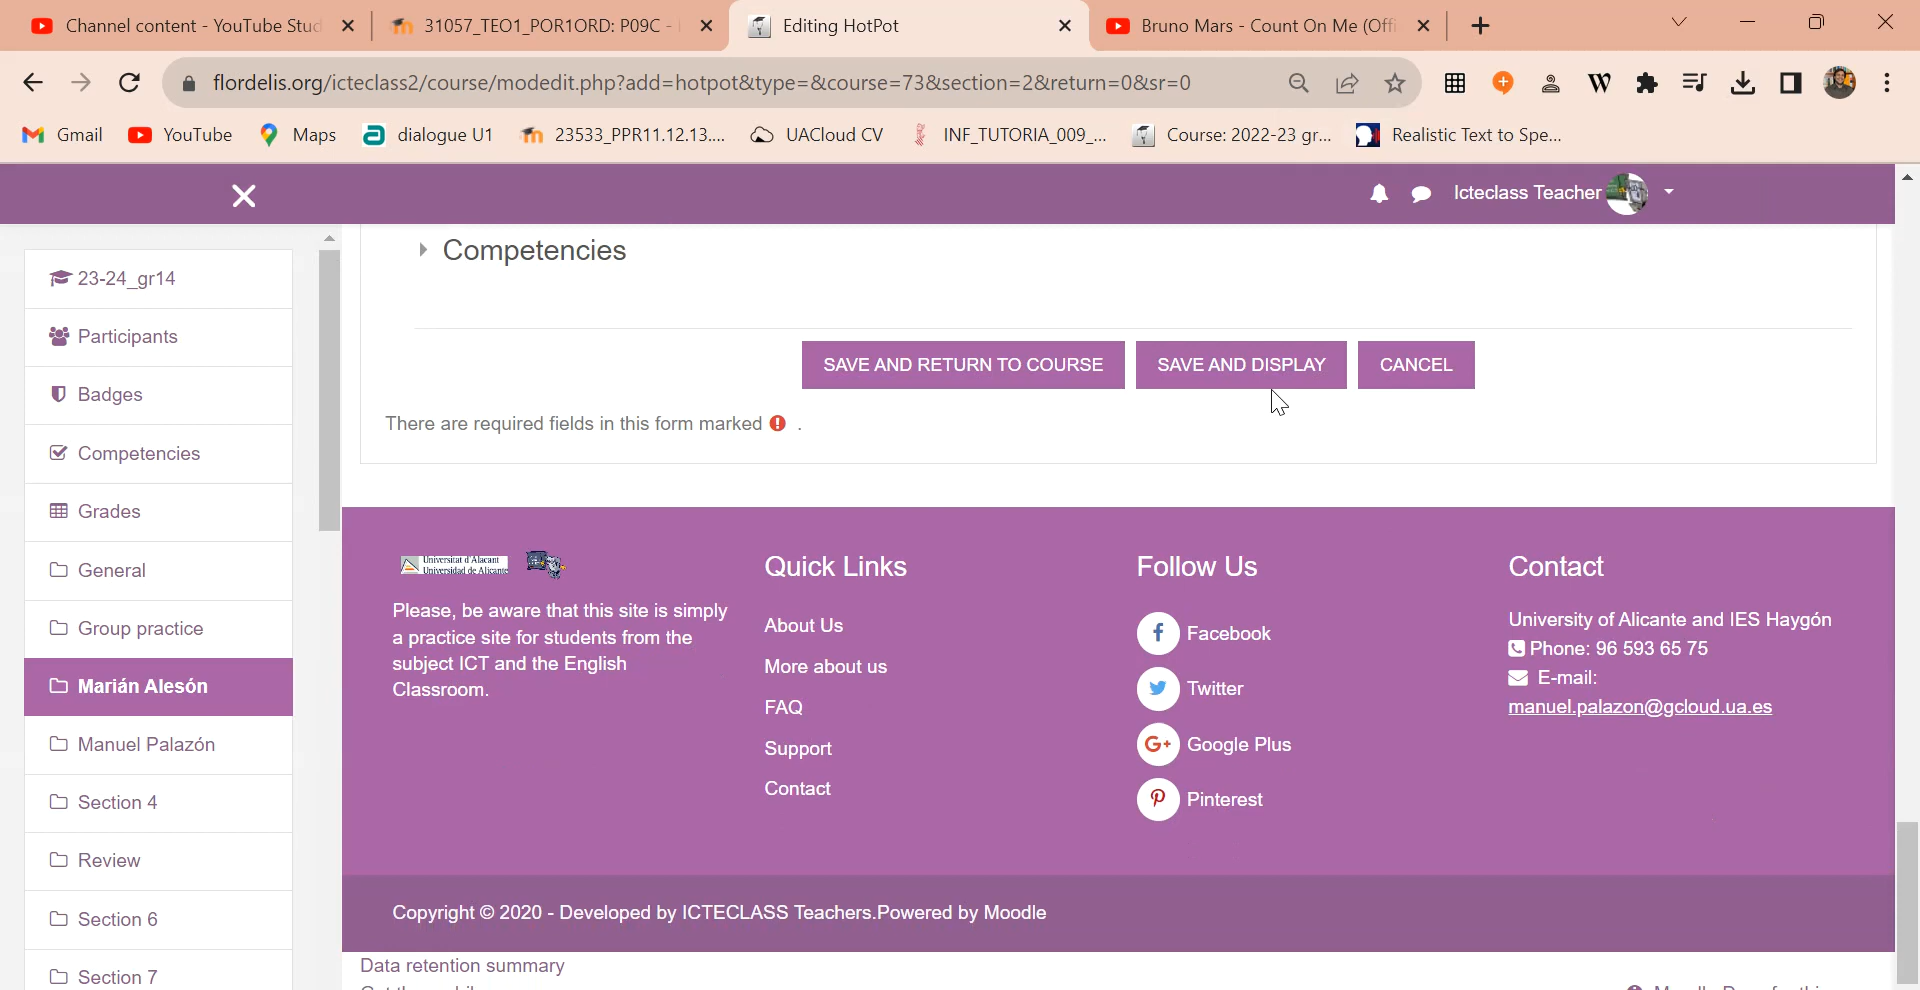 Channel content - YouTube Stud
31057_TEO1_POR1ORD: P09C -
Editing HotPot
Bruno Mars - Count On Me (Offi
flordelis.org/icteclass2/course/modedit.php?add=hotpot&type=&course=73&section=2&return=0&sr=0
Gmail
YouTube
Maps
dialogue U1
23533_PPR11.12.13....
UACloud CV
INF_TUTORIA_009_...
Course: 2022-23 gr...
Realistic Text to Spe...
Icteclass Teacher
23-24_gr14
Participants
Badges
Competencies
Grades
General
Group practice
Marián Alesón
Manuel Palazón
Section 4
Review
Section 6
Section 7
Competencies
SAVE AND RETURN TO COURSE
SAVE AND DISPLAY
CANCEL
There are required fields in this form marked .
Universitat d'Alacant
Universidad de Alicante
Please, be aware that this site is simply
a practice site for students from the
subject ICT and the English
Classroom.
Quick Links
About Us
More about us
FAQ
Support
Contact
Follow Us
Facebook
Twitter
Google Plus
Pinterest
Contact
University of Alicante and IES Haygón
Phone: 96 593 65 75
E-mail:
manuel.palazon@gcloud.ua.es
Copyright © 2020 - Developed by ICTECLASS Teachers.Powered by Moodle
Data retention summary